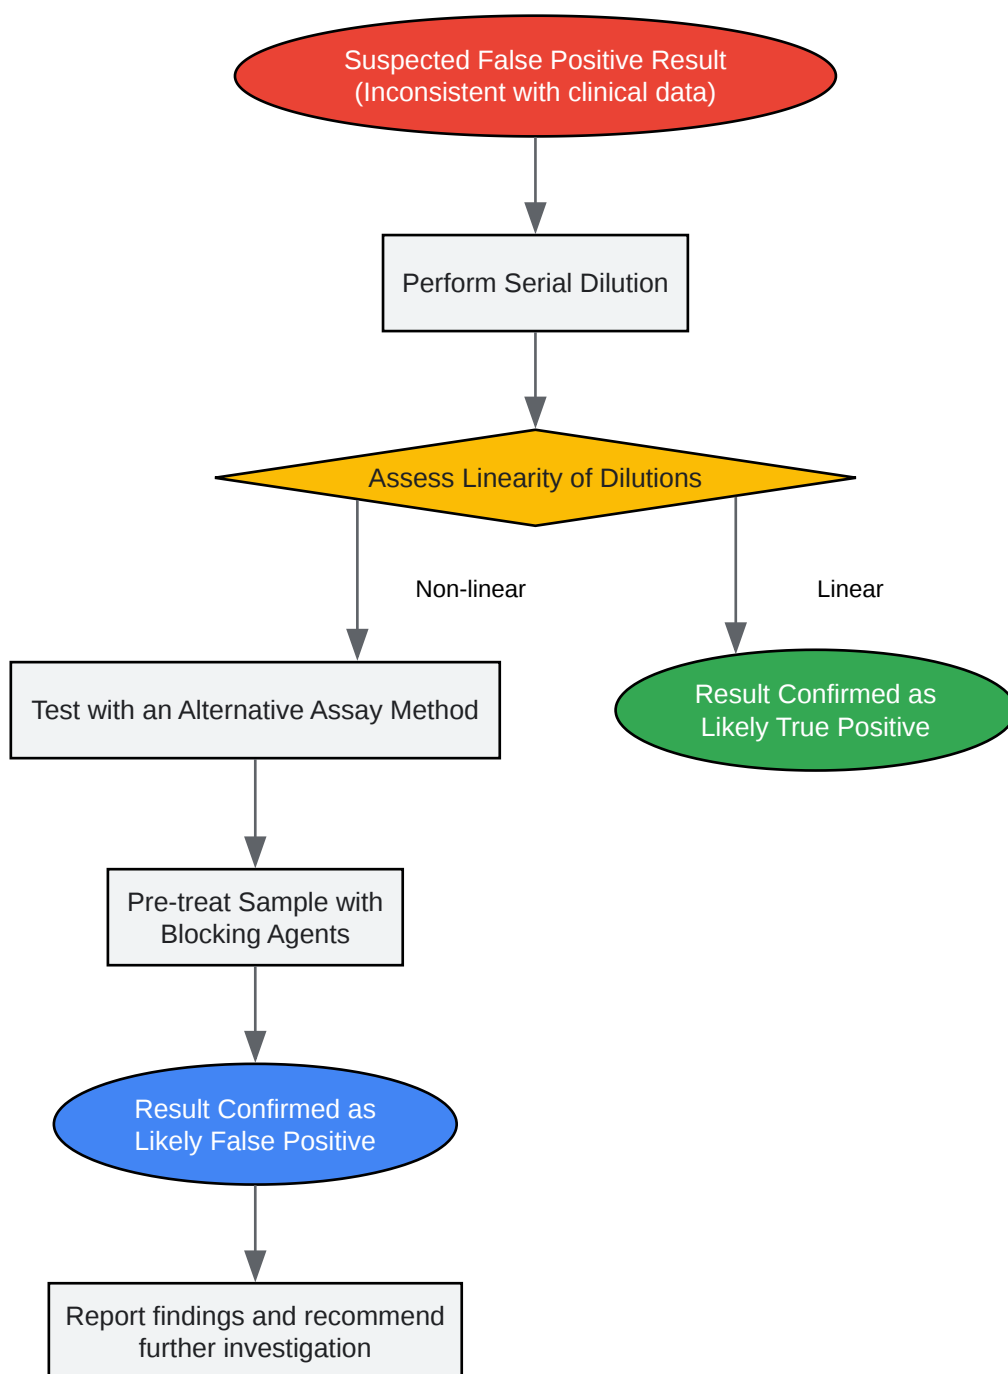 Suspected False Positive Result
(Inconsistent with clinical data)
Perform Serial Dilution
Assess Linearity of Dilutions
Non-linear
Linear
Test with an Alternative Assay Method
Result Confirmed as
Likely True Positive
Pre-treat Sample with
Blocking Agents
Result Confirmed as
Likely False Positive
Report findings and recommend
further investigation